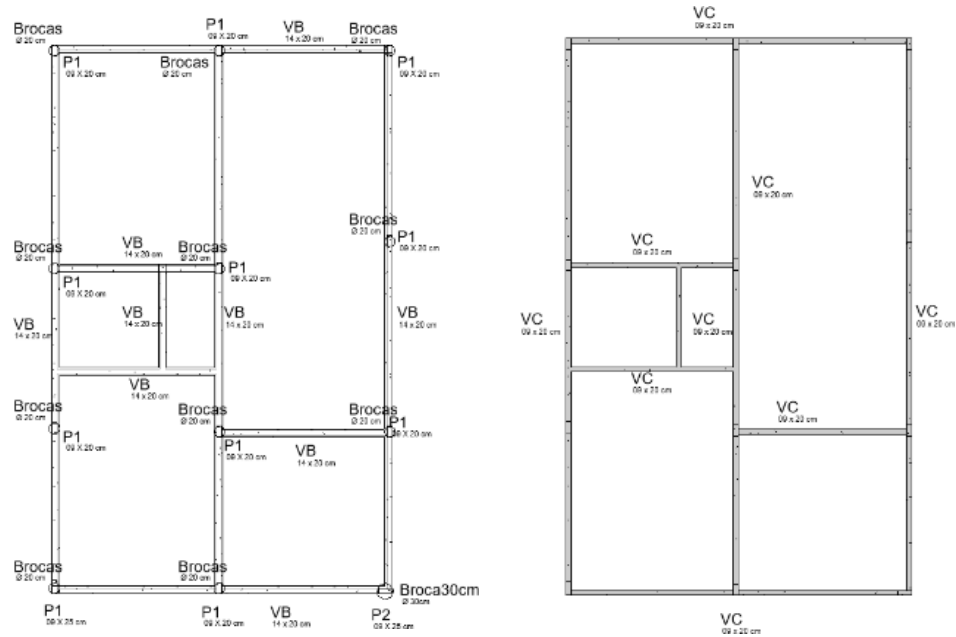 Brocas
Ø 20 cm
P1
09 X 20 cm
VB
14 x 20 cm
Brocas
Ø 20 cm
P1
09 X 20 cm
Brocas
Ø 20 cm
P1
09 X 20 cm
Brocas
Ø 20 cm
P1
09 X 20 cm
Brocas
Ø 20 cm
VB
14 x 20 cm
Brocas
Ø 20 cm
P1
09 X 20 cm
P1
09 X 20 cm
VB
14 x 20 cm
VB
14 x 20 cm
VB
14 x 20 cm
VB
14 x 20 cm
VB
14 x 20 cm
Brocas
Ø 20 cm
P1
09 X 20 cm
Brocas
Ø 20 cm
P1
09 X 20 cm
Brocas
Ø 20 cm
P1
09 X 20 cm
VB
14 x 20 cm
Brocas
Ø 20 cm
Brocas
Ø 20 cm
Broca30cm
Ø 30cm
P1
09 X 25 cm
P1
09 X 20 cm
VB
14 x 20 cm
P2
09 X 25 cm
VC
09 x 20 cm
VC
09 x 20 cm
VC
09 x 20 cm
VC
09 x 20 cm
VC
09 x 20 cm
VC
09 x 20 cm
VC
09 x 20 cm
VC
09 x 20 cm
VC
09 x 20 cm